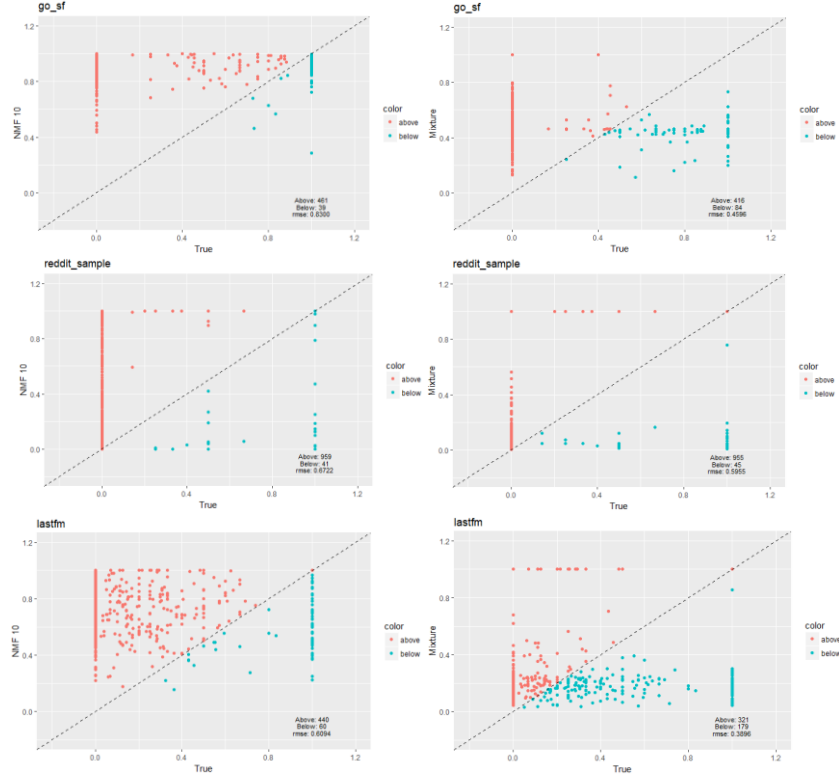 go_sf
1.2
0.8
0.4
0.0
NMF 10
0.0 0.4 0.8 1.2
True
Above: 461
Below: 39
rmse: 0.8300
color
above
below
go_sf
1.2
0.8
0.4
0.0
Mixture
0.0 0.4 0.8 1.2
True
Above: 416
Below: 84
rmse: 0.4596
color
above
below
reddit_sample
1.2
0.8
0.4
0.0
NMF 10
0.0 0.4 0.8 1.2
True
Above: 959
Below: 41
rmse: 0.6722
color
above
below
reddit_sample
1.2
0.8
0.4
0.0
Mixture
0.0 0.4 0.8 1.2
True
Above: 955
Below: 45
rmse: 0.5955
color
above
below
lastfm
1.2
0.8
0.4
0.0
NMF 10
0.0 0.4 0.8 1.2
True
Above: 440
Below: 60
rmse: 0.6094
color
above
below
lastfm
1.2
0.8
0.4
0.0
Mixture
0.0 0.4 0.8 1.2
True
Above: 321
Below: 179
rmse: 0.3896
color
above
below